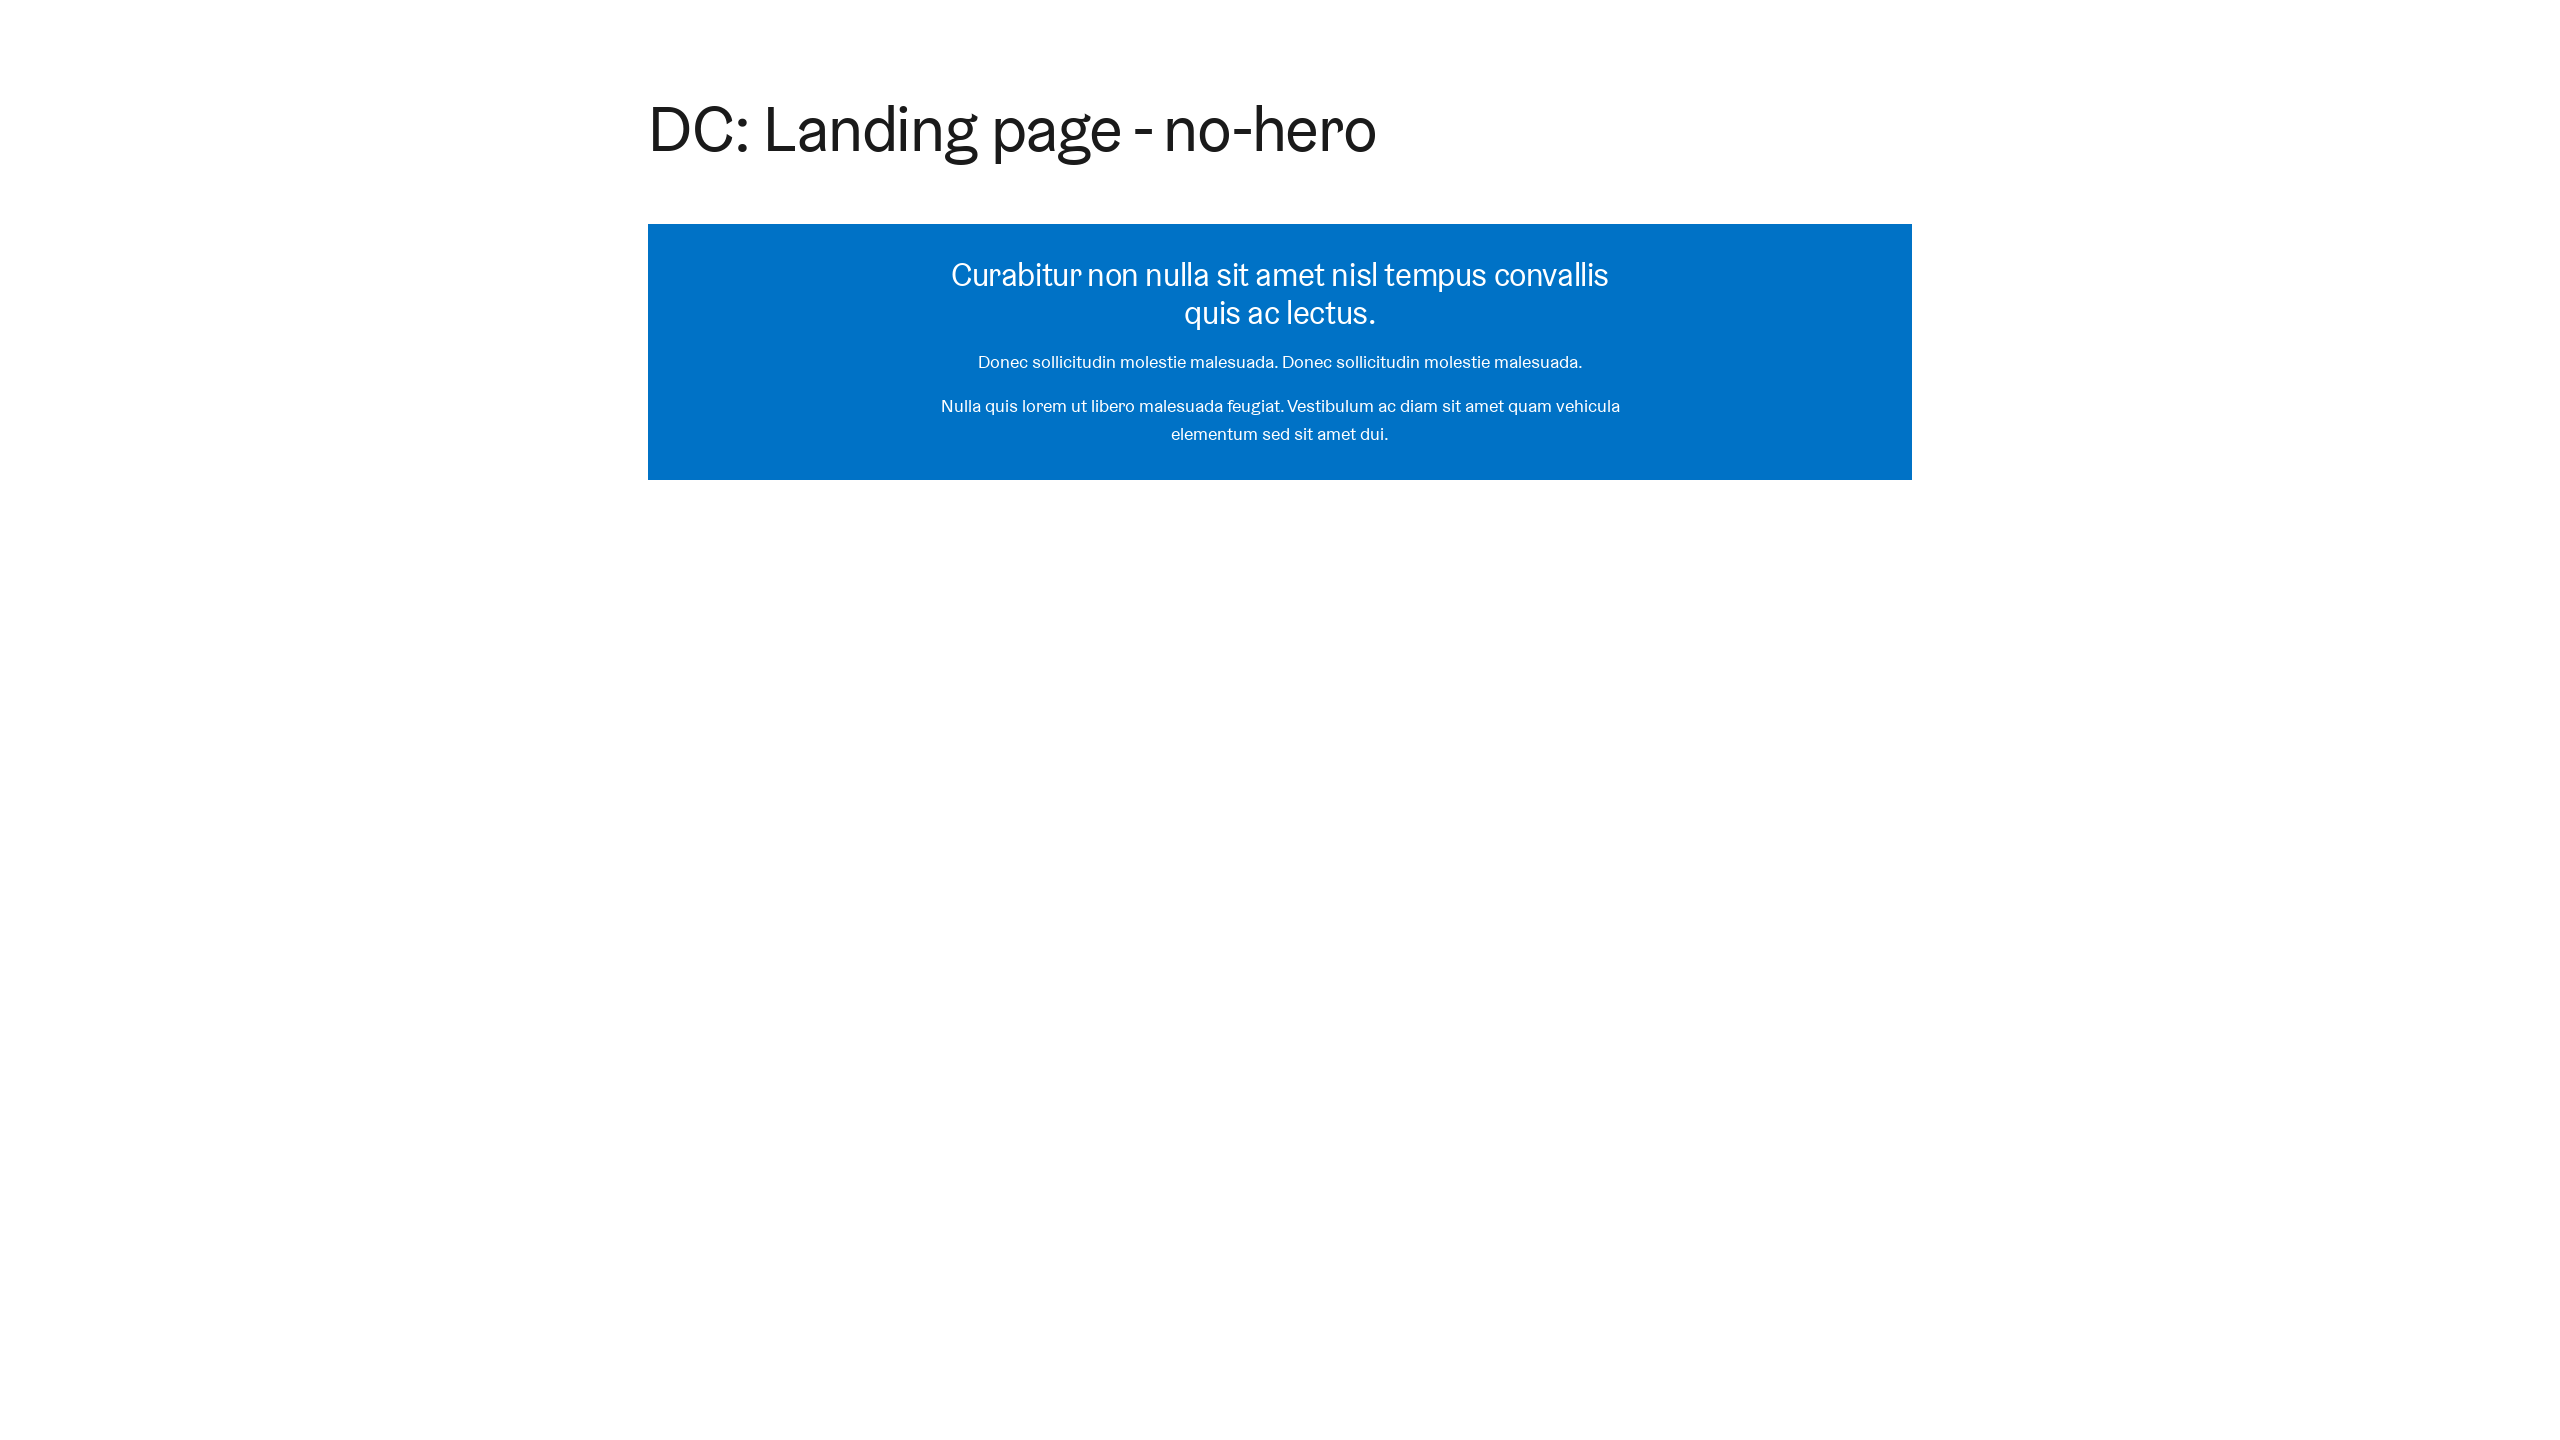 DC: Landing page - no-hero
Curabitur non nulla sit amet nisl tempus convallis
quis ac lectus.
Donec sollicitudin molestie malesuada. Donec sollicitudin molestie malesuada.
Nulla quis lorem ut libero malesuada feugiat. Vestibulum ac diam sit amet quam vehicula
elementum sed sit amet dui.